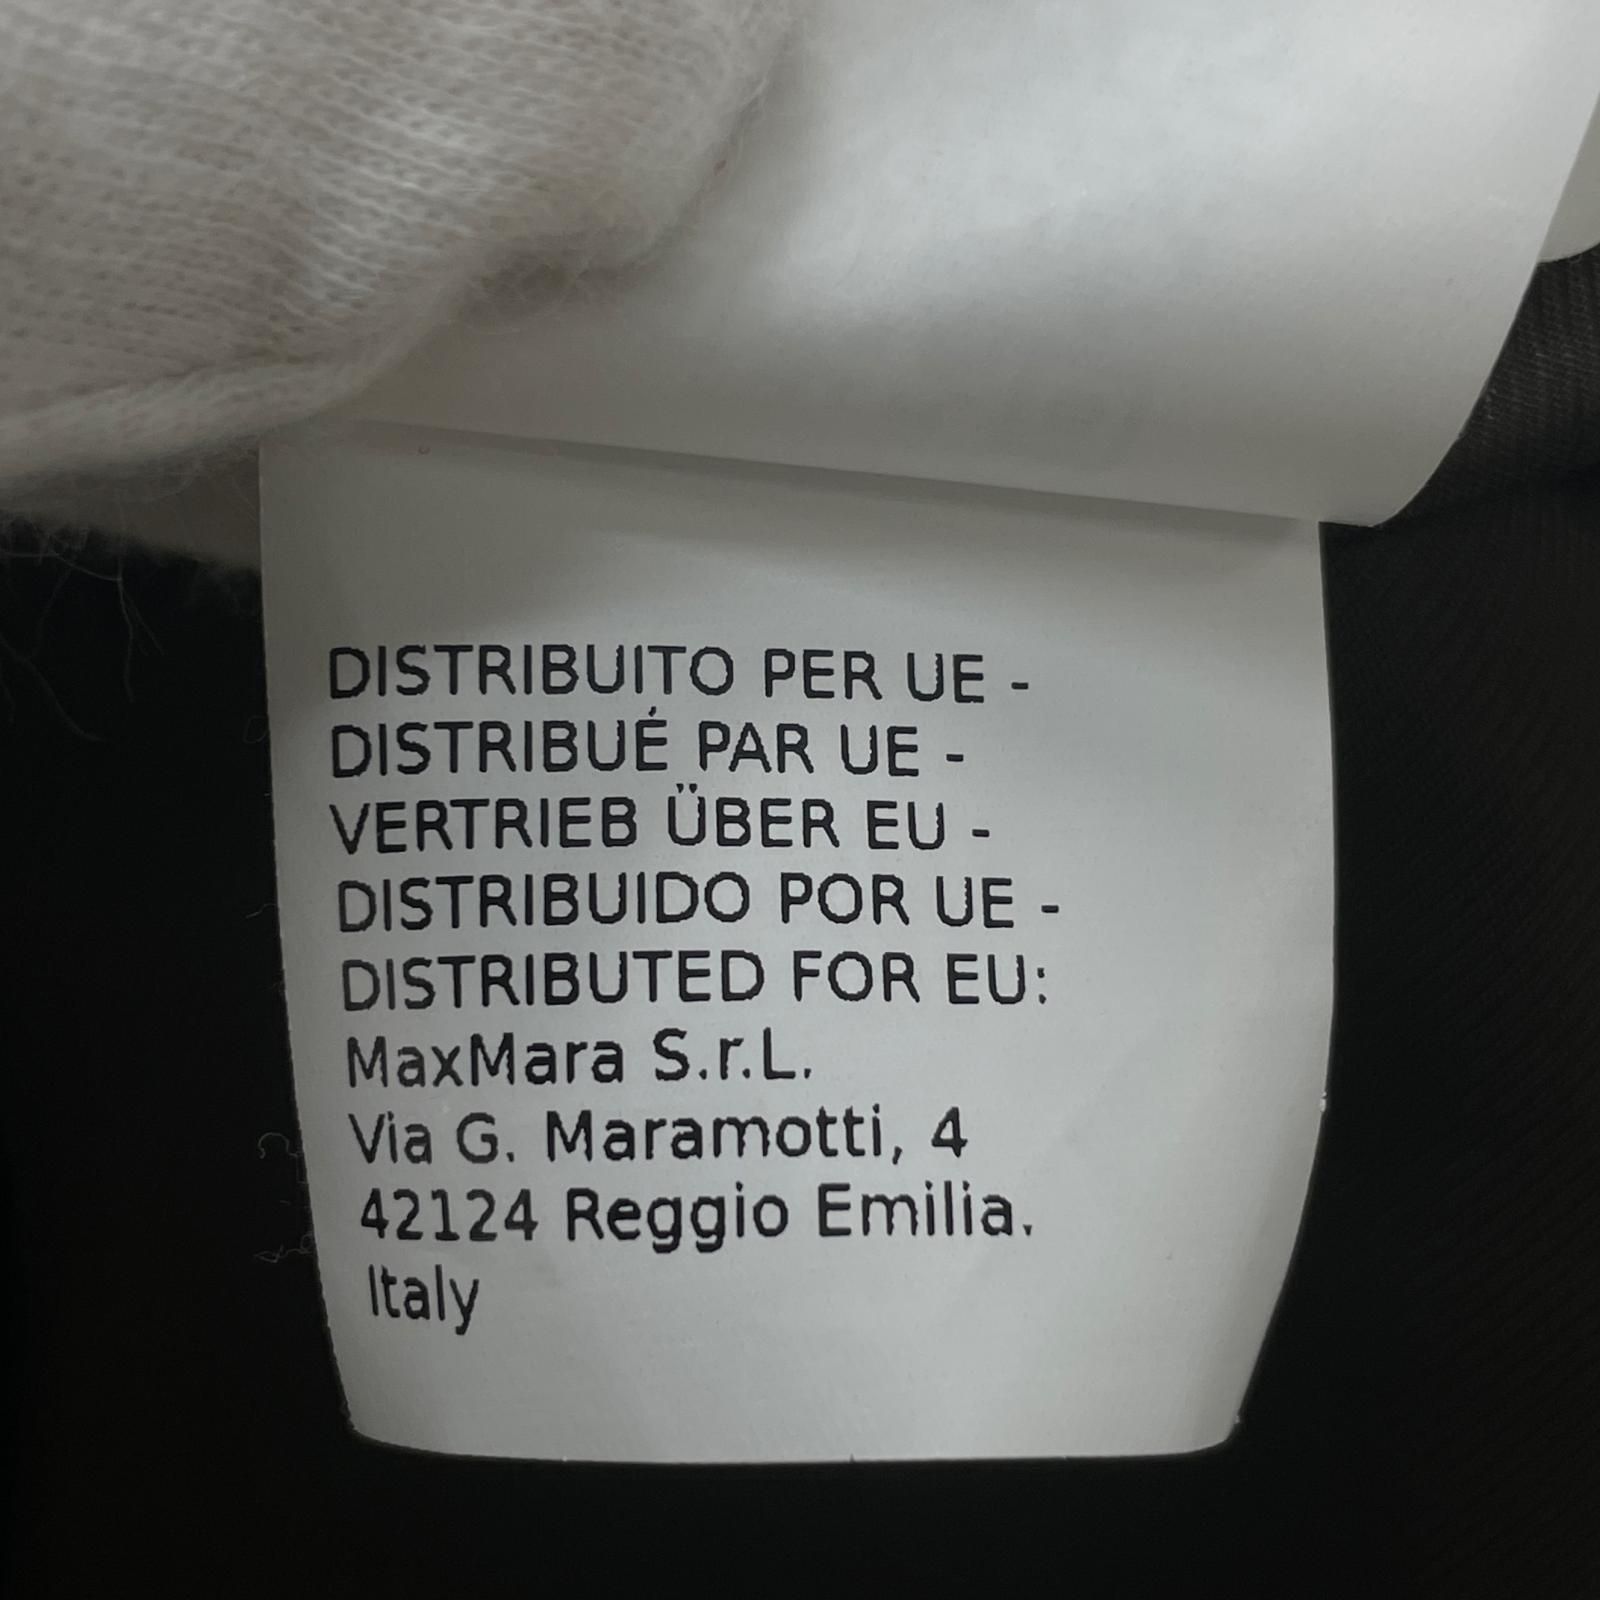 DISTRIBUITO PER UE -
DISTRIBUÉ PAR UE -
VERTRIEB ÜBER EU -
DISTRIBUIDO POR UE -
DISTRIBUTED FOR EU:
MaxMara S.r.L.
Via G. Maramotti, 4
42124 Reggio Emilia.
Italy